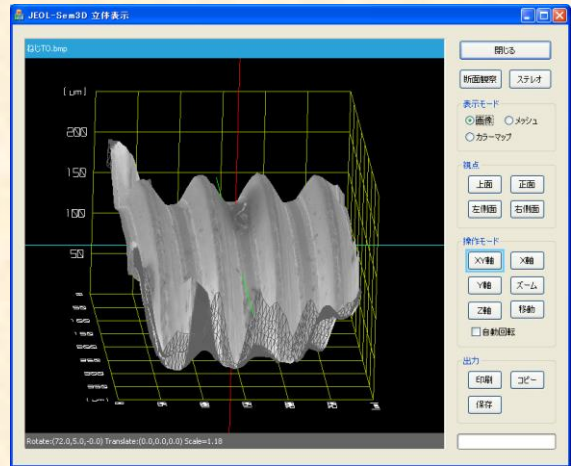 JEOL-Sem3D 立体表示
ねじTO.bmp
閉じる
断面観察 ステレオ
表示モード
画像 メッシュ
カラーマップ
視点
上面 正面
左側面 右側面
操作モード
XY軸 X軸
Y軸 ズーム
Z軸 移動
自動回転
出力
印刷 コピー
保存
[um]
200
150
100
50
Rotate:(72.0,5.0,-0.0) Translate:(0.0,0.0,0.0) Scale=1.18